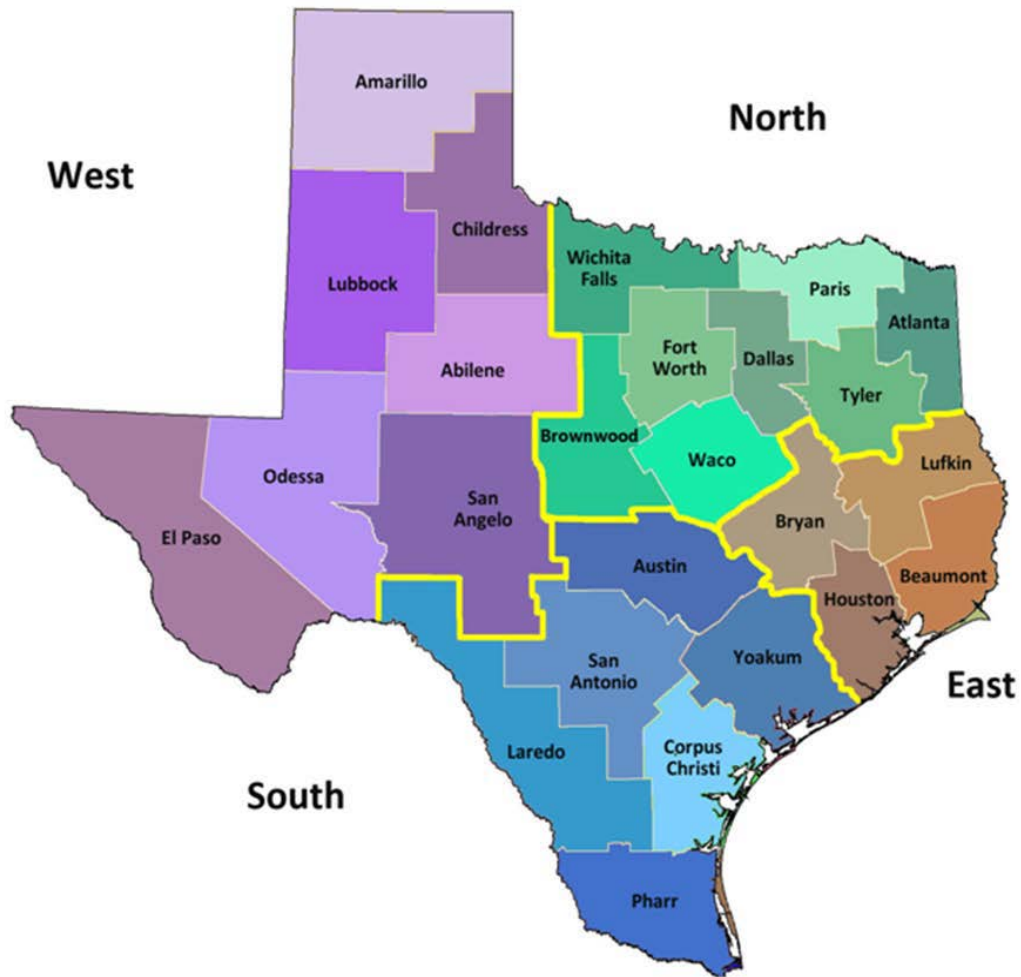 Amarillo
North
West
Childress
Wichita
Falls
Lubbock
Paris
Atlanta
Fort
Worth
Dallas
Abilene
Tyler
Brownwood
Waco
Lufkin
Odessa
San
Angelo
Bryan
El Paso
Austin
Beaumont
Houston
San
Antonio
Yoakum
East
Laredo
Corpus
Christi
South
Pharr